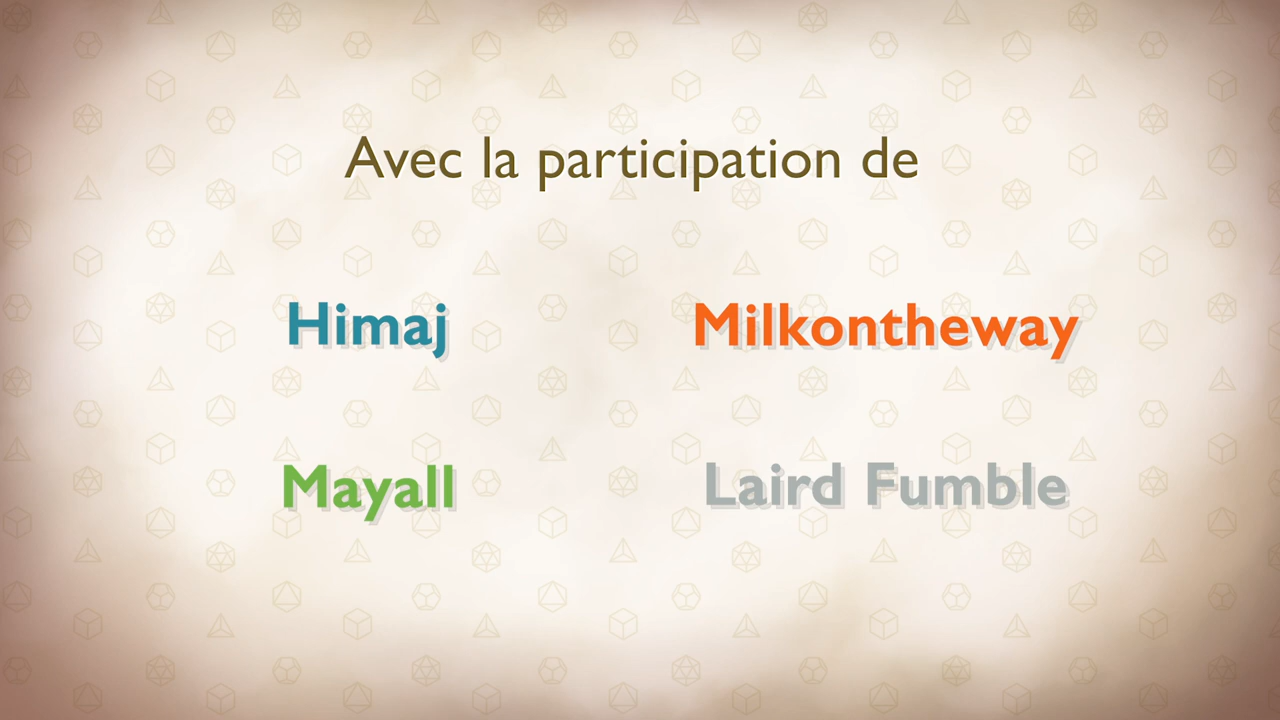 Avec la participation de
Himaj
Milkontheway
Mayall
Laird Fumble